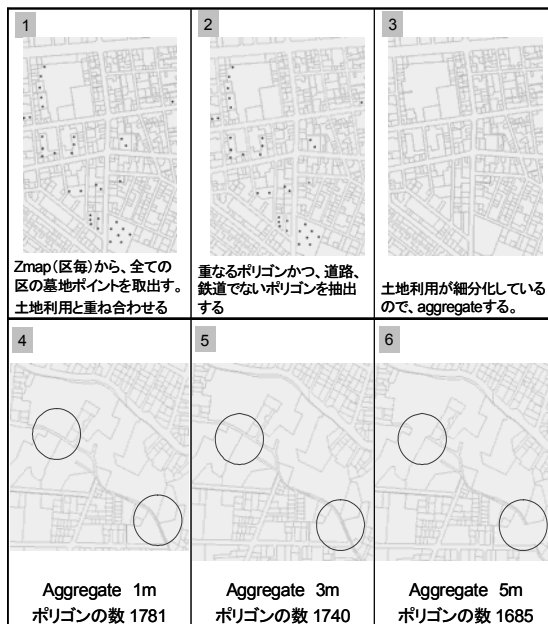 1
Zmap(区毎)から、全ての
区の墓地ポイントを取出す。
土地利用と重ね合わせる
2
重なるポリゴンかつ、道路、
鉄道でないポリゴンを抽出
する
3
土地利用が細分化している
ので、aggregateする。
4
Aggregate 1m
ポリゴンの数 1781
5
Aggregate 3m
ポリゴンの数 1740
6
Aggregate 5m
ポリゴンの数 1685